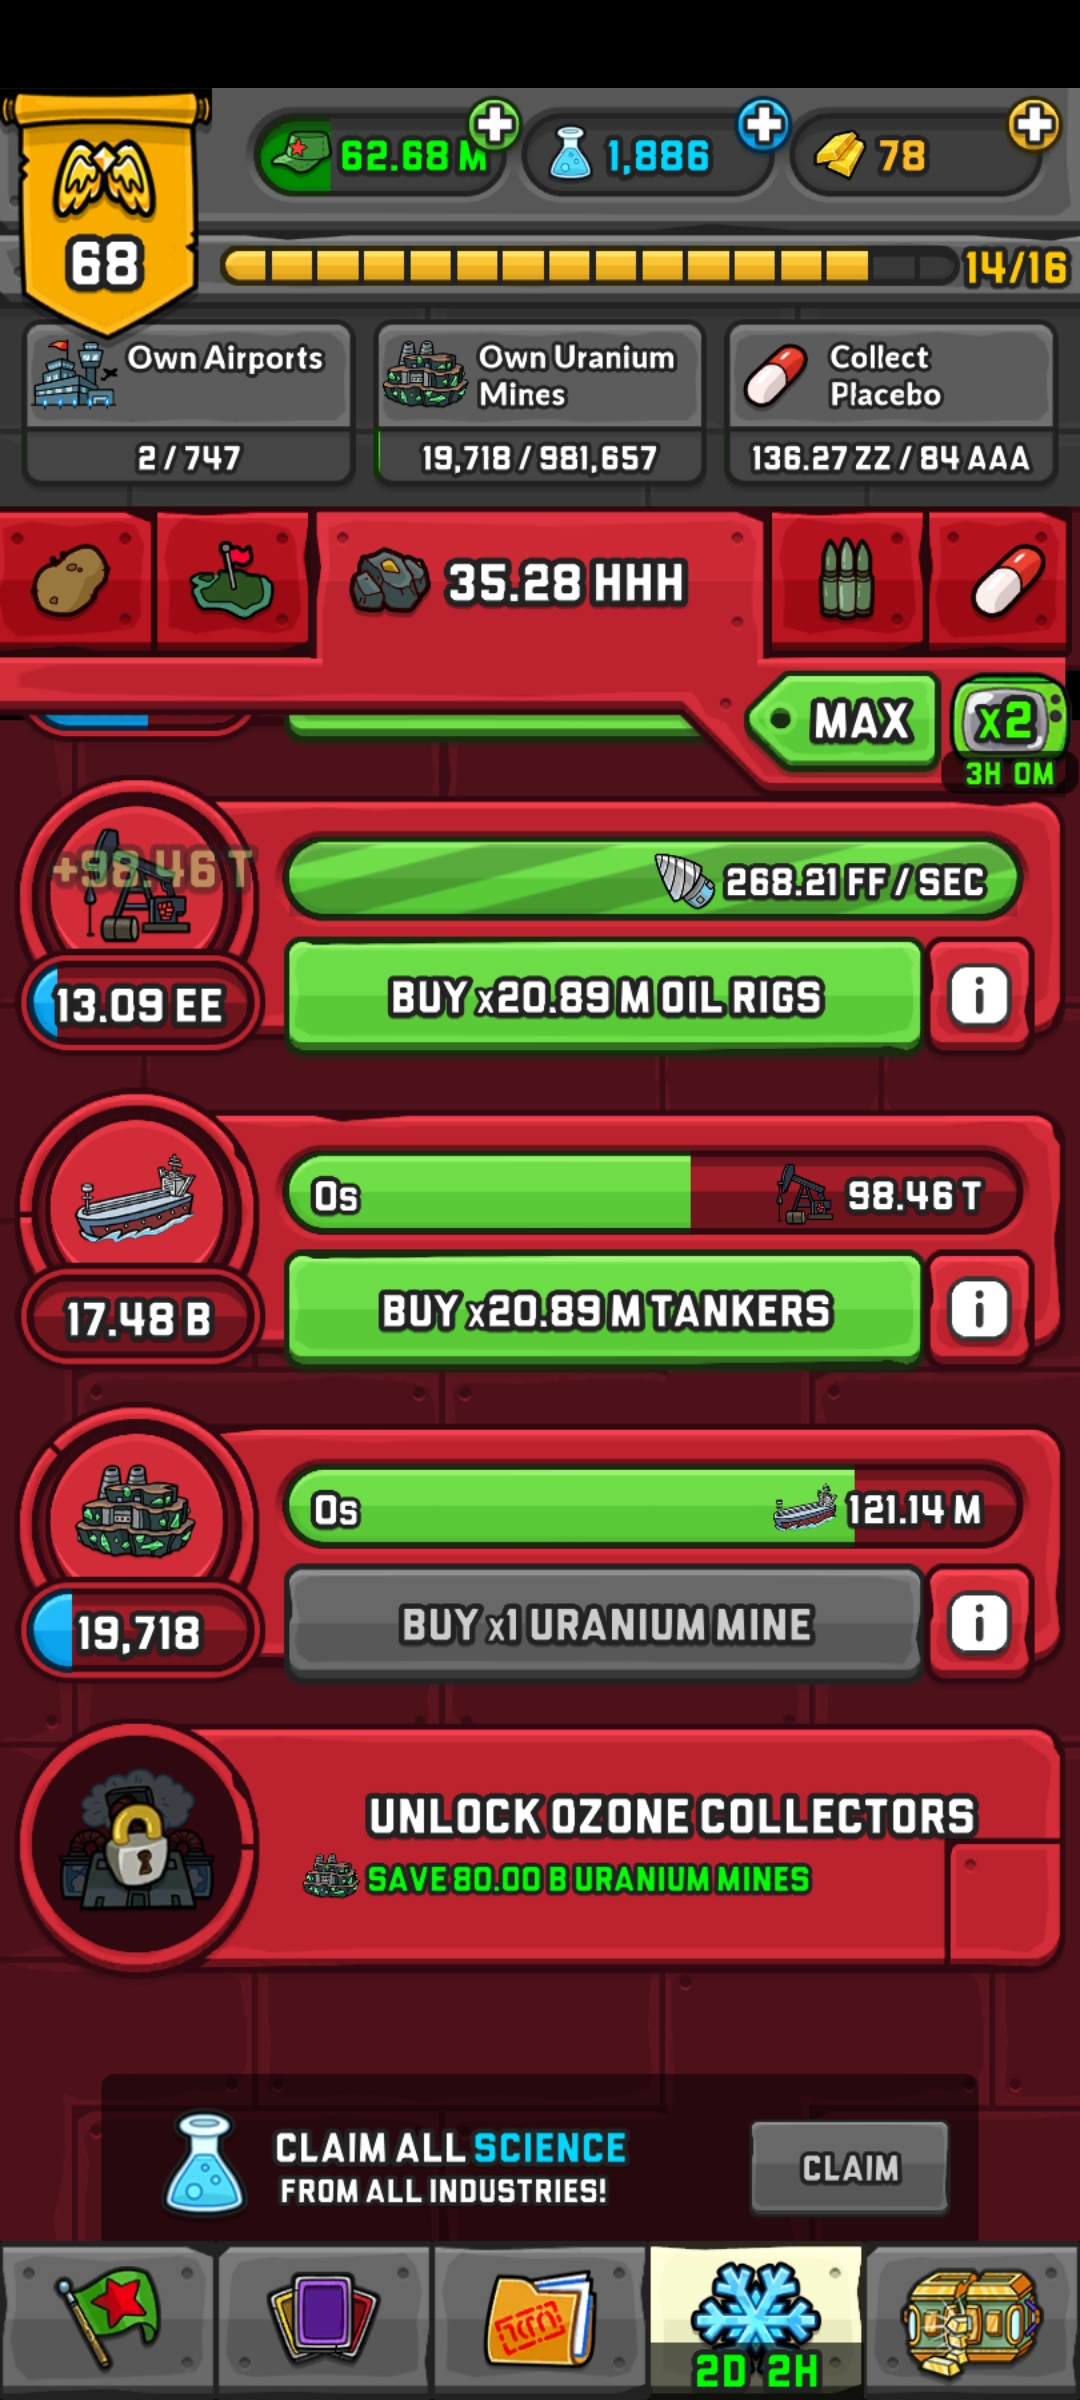 62.68 M
1,886
78
68
14/16
Own Airports
2 / 747
Own Uranium
Mines
19,718 / 981,657
Collect
Placebo
136.27 ZZ / 84 AAA
35.28 HHH
MAX
x2
3H 0M
+98.46 T
268.21 FF / SEC
13.09 EE
BUY x20.89 M OIL RIGS
i
0s
98.46 T
17.48 B
BUY x20.89 M TANKERS
i
0s
121.14 M
19,718
BUY x1 URANIUM MINE
i
UNLOCK OZONE COLLECTORS
SAVE 80.00 B URANIUM MINES
CLAIM ALL SCIENCE
FROM ALL INDUSTRIES!
CLAIM
2D 2H